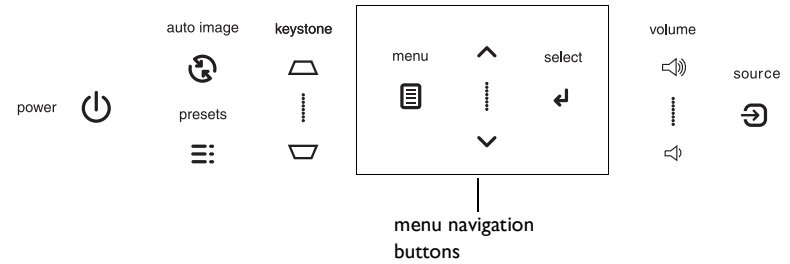 auto image
keystone
volume
menu
select
source
power
presets
menu navigation
buttons